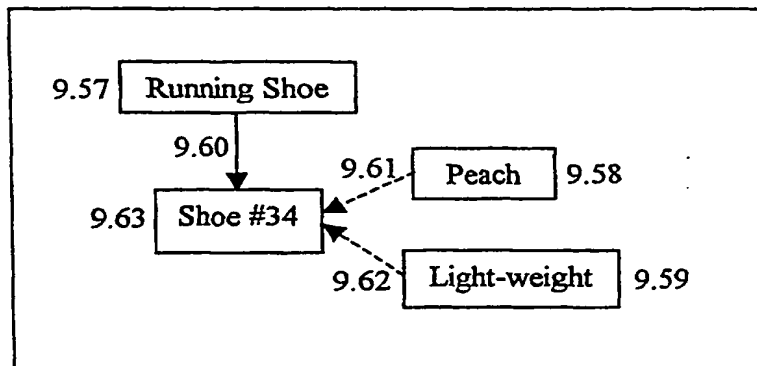 9.57 Running Shoe
9.60
9.61 Peach 9.58
9.63 Shoe #34
9.62 Light-weight 9.59